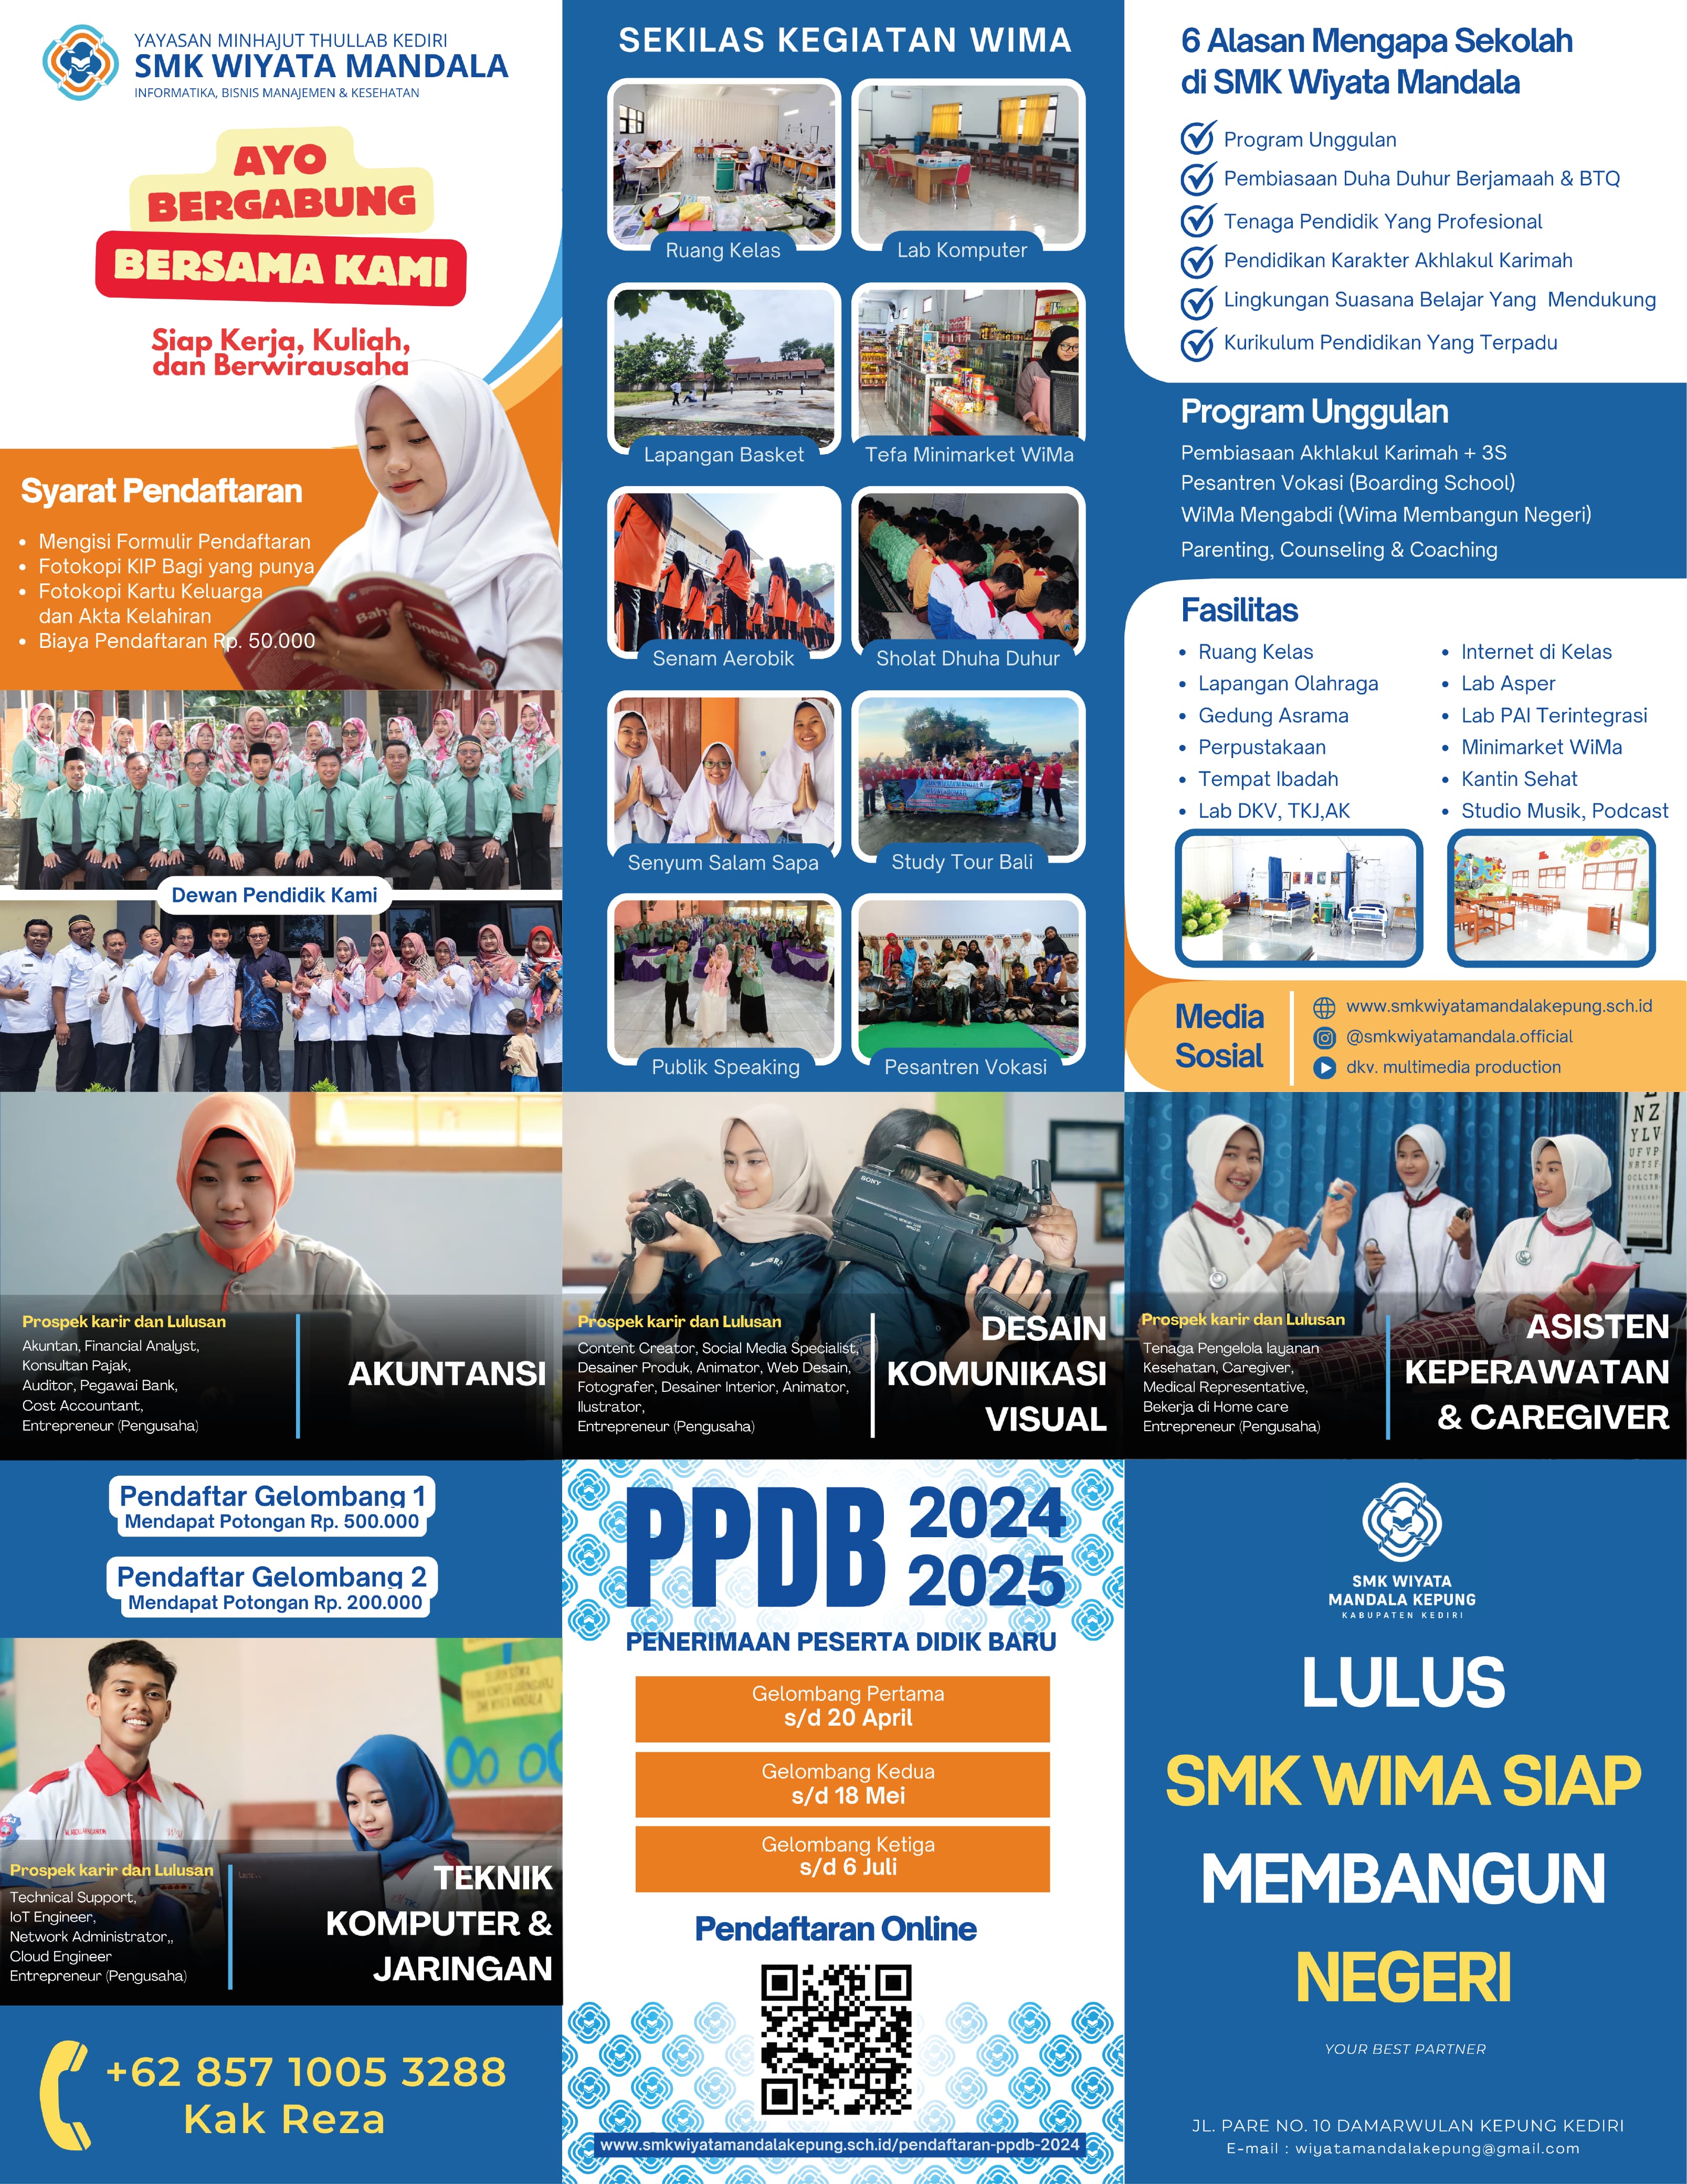 YAYASAN MINHAJUT THULLAB KEDIRI
SMK WIYATA MANDALA
INFORMATIKA, BISNIS MANAJEMEN & KESEHATAN
AYO
BERGABUNG
BERSAMA KAMI
Siap Kerja, Kuliah,
dan Berwirausaha
Syarat Pendaftaran
• Mengisi Formulir Pendaftaran
• Fotokopi KIP Bagi yang punya
• Fotokopi Kartu Keluarga
dan Akta Kelahiran
• Biaya Pendaftaran Rp. 50.000
Dewan Pendidik Kami
SEKILAS KEGIATAN WIMA
Ruang Kelas
Lab Komputer
Lapangan Basket
Tefa Minimarket WiMa
Senam Aerobik
Sholat Dhuha Duhur
Senyum Salam Sapa
Study Tour Bali
Publik Speaking
Pesantren Vokasi
6 Alasan Mengapa Sekolah
di SMK Wiyata Mandala
Program Unggulan
Pembiasaan Duha Duhur Berjamaah & BTQ
Tenaga Pendidik Yang Profesional
Pendidikan Karakter Akhlakul Karimah
Lingkungan Suasana Belajar Yang Mendukung
Kurikulum Pendidikan Yang Terpadu
Program Unggulan
Pembiasaan Akhlakul Karimah + 3S
Pesantren Vokasi (Boarding School)
WiMa Mengabdi (Wima Membangun Negeri)
Parenting, Counseling & Coaching
Fasilitas
• Ruang Kelas
• Lapangan Olahraga
• Gedung Asrama
• Perpustakaan
• Tempat Ibadah
• Lab DKV, TKJ,AK
• Internet di Kelas
• Lab Asper
• Lab PAI Terintegrasi
• Minimarket WiMa
• Kantin Sehat
• Studio Musik, Podcast
Media
Sosial
www.smkwiyatamandalakepung.sch.id
@smkwiyatamandala.official
dkv. multimedia production
Prospek karir dan Lulusan
Akuntan, Financial Analyst,
Konsultan Pajak,
Auditor, Pegawai Bank,
Cost Accountant,
Entrepreneur (Pengusaha)
AKUNTANSI
SONY
Prospek karir dan Lulusan
Content Creator, Social Media Specialist,
Desainer Produk, Animator, Web Desain,
Fotografer, Desainer Interior, Animator,
Ilustrator,
Entrepreneur (Pengusaha)
DESAIN
KOMUNIKASI
VISUAL
Prospek karir dan Lulusan
Tenaga Pengelola layanan
Kesehatan, Caregiver,
Medical Representative,
Bekerja di Home care
Entrepreneur (Pengusaha)
ASISTEN
KEPERAWATAN
& CAREGIVER
Pendaftar Gelombang 1
Mendapat Potongan Rp. 500.000
Pendaftar Gelombang 2
Mendapat Potongan Rp. 200.000
Prospek karir dan Lulusan
Technical Support,
IoT Engineer,
Network Administrator,,
Cloud Engineer
Entrepreneur (Pengusaha)
TEKNIK
KOMPUTER &
JARINGAN
+62 857 1005 3288
Kak Reza
PPDB 2024
2025
PENERIMAAN PESERTA DIDIK BARU
Gelombang Pertama
s/d 20 April
Gelombang Kedua
s/d 18 Mei
Gelombang Ketiga
s/d 6 Juli
Pendaftaran Online
www.smkwiyatamandalakepung.sch.id/pendaftaran-ppdb-2024
SMK WIYATA
MANDALA KEPUNG
KABUPATEN KEDIRI
LULUS
SMK WIMA SIAP
MEMBANGUN
NEGERI
YOUR BEST PARTNER
JL. PARE NO. 10 DAMARWULAN KEPUNG KEDIRI
E-mail : wiyatamandalakepung@gmail.com